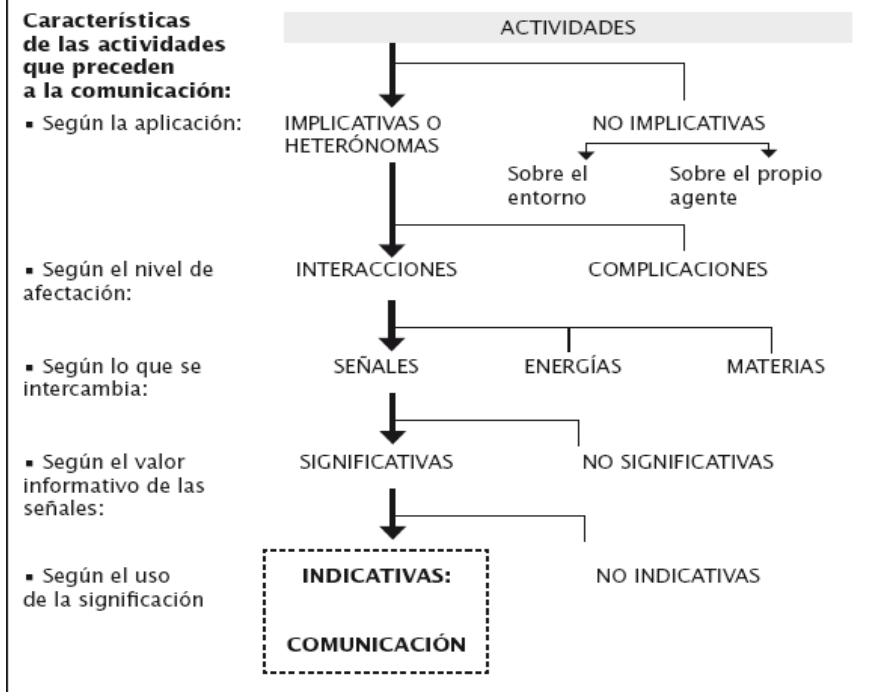 Características
de las actividades
que preceden
a la comunicación:
ACTIVIDADES
▪ Según la aplicación:
IMPLICATIVAS O
HETERÓNOMAS
NO IMPLICATIVAS
Sobre el
entorno
Sobre el propio
agente
▪ Según el nivel de
afectación:
INTERACCIONES
COMPLICACIONES
▪ Según lo que se
intercambia:
SEÑALES
ENERGÍAS
MATERIAS
▪ Según el valor
informativo de las
señales:
SIGNIFICATIVAS
NO SIGNIFICATIVAS
▪ Según el uso
de la significación
INDICATIVAS:
COMUNICACIÓN
NO INDICATIVAS